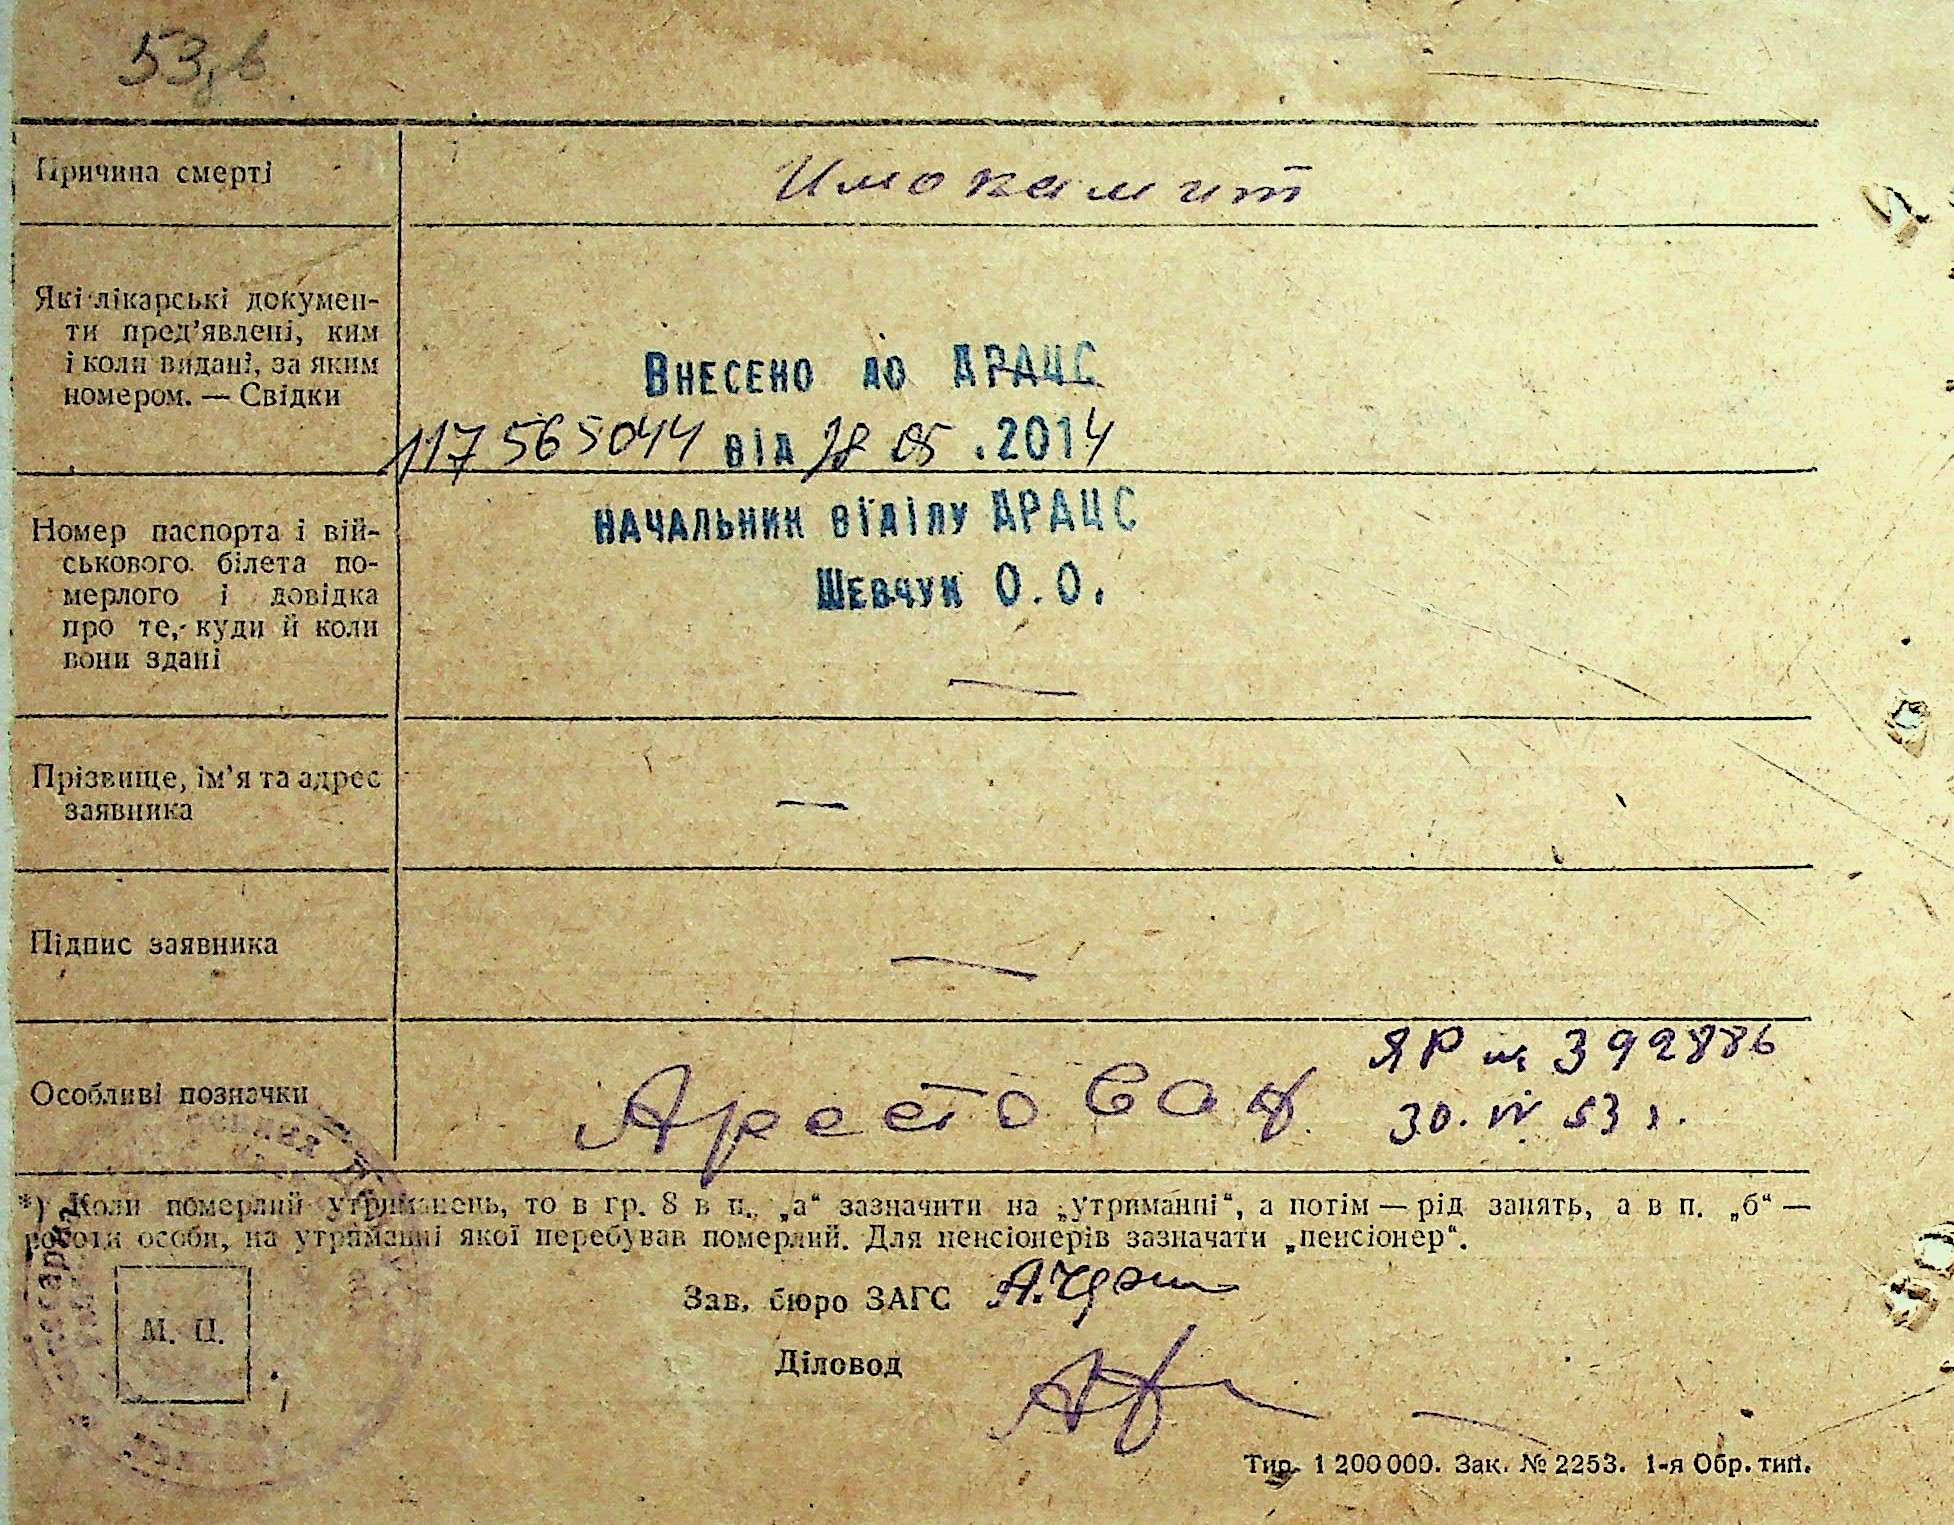 53,в
Причина смерті
Які лікарські докумен-
ти пред’явлені, ким
і коли видані, за яким
номером. — Свідки
Внесено до ДРАЦС
117565044 від 28 05 .2014
Номер паспорта і вій-
ськового білета по-
мерлого і довідка
про те, куди й коли
вони здані
начальник відділу ДРАЦС
Шевчук О.О.
—
Прізвище, ім’я та адрес
заявника
—
Підпис заявника
—
Особливі позначки
Арестован
ЯР № 392886
30. IV 53 г.
*) Коли померлий утриманець, то в гр. 8 в п. „а“ зазначити на „утриманні“, а потім — рід занять, а в п. „б“ —
роботи особи, на утриманні якої перебував померлий. Для пенсіонерів зазначати „пенсіонер“.
Зав. бюро ЗАГС
М. П.
Діловод
Тир. 1 200 000. Зак. № 2253. 1-я Обр. тип.